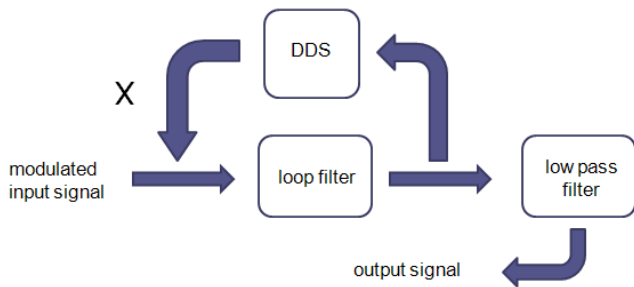 DDS
X
modulated
input signal
loop filter
low pass
filter
output signal